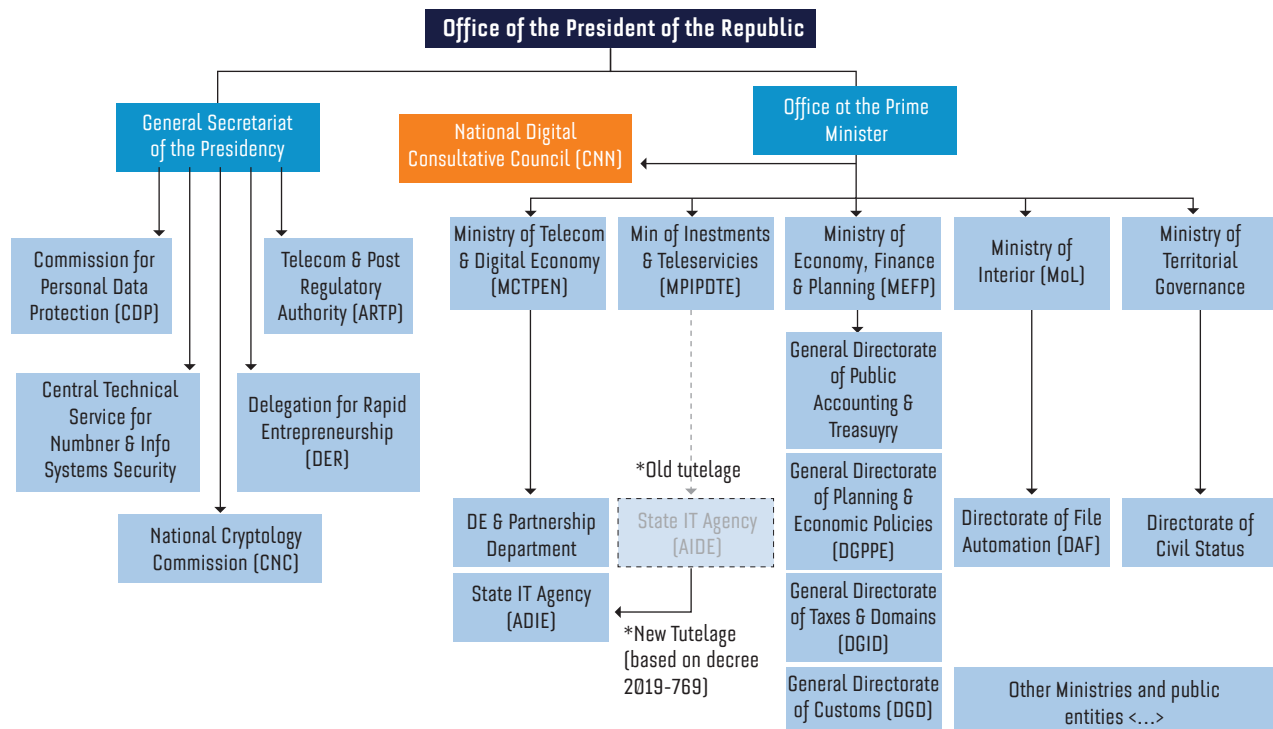 Office of the President of the Republic
General Secretariat
of the Presidency
Office ot the Prime
Minister
National Digital
Consultative Council (CNN)
Commission for
Personal Data
Protection (CDP)
Telecom & Post
Regulatory
Authority (ARTP)
Central Technical
Service for
Numbner & Info
Systems Security
Delegation for Rapid
Entrepreneurship
(DER)
National Cryptology
Commission (CNC)
Ministry of Telecom
& Digital Economy
(MCTPEN)
Min of Inestments
& Teleservicies
(MPIPDTE)
Ministry of
Economy, Finance
& Planning (MEFP)
Ministry of
Interior (MoL)
Ministry of
Territorial
Governance
General Directorate
of Public
Accounting &
Treasuyry
*Old tutelage
General Directorate
of Planning &
Economic Policies
(DGPPE)
DE & Partnership
Department
State IT Agency
(AIDE)
Directorate of File
Automation (DAF)
Directorate of
Civil Status
State IT Agency
(ADIE)
*New Tutelage
(based on decree
2019-769)
General Directorate
of Taxes & Domains
(DGID)
General Directorate
of Customs (DGD)
Other Ministries and public
entities <...>